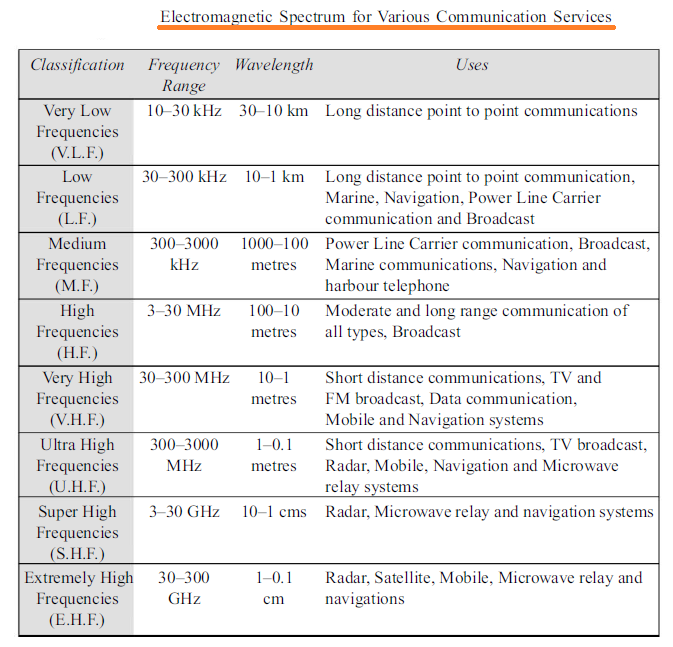 Electromagnetic Spectrum for Various Communication Services
Classification Frequency Range Wavelength Uses
Very Low Frequencies (V.L.F.) 10–30 kHz 30–10 km Long distance point to point communications
Low Frequencies (L.F.) 30–300 kHz 10–1 km Long distance point to point communication, Marine, Navigation, Power Line Carrier communication and Broadcast
Medium Frequencies (M.F.) 300–3000 kHz 1000–100 metres Power Line Carrier communication, Broadcast, Marine communications, Navigation and harbour telephone
High Frequencies (H.F.) 3–30 MHz 100–10 metres Moderate and long range communication of all types, Broadcast
Very High Frequencies (V.H.F.) 30–300 MHz 10–1 metres Short distance communications, TV and FM broadcast, Data communication, Mobile and Navigation systems
Ultra High Frequencies (U.H.F.) 300–3000 MHz 1–0.1 metres Short distance communications, TV broadcast, Radar, Mobile, Navigation and Microwave relay systems
Super High Frequencies (S.H.F.) 3–30 GHz 10–1 cms Radar, Microwave relay and navigation systems
Extremely High Frequencies (E.H.F.) 30–300 GHz 1–0.1 cm Radar, Satellite, Mobile, Microwave relay and navigations